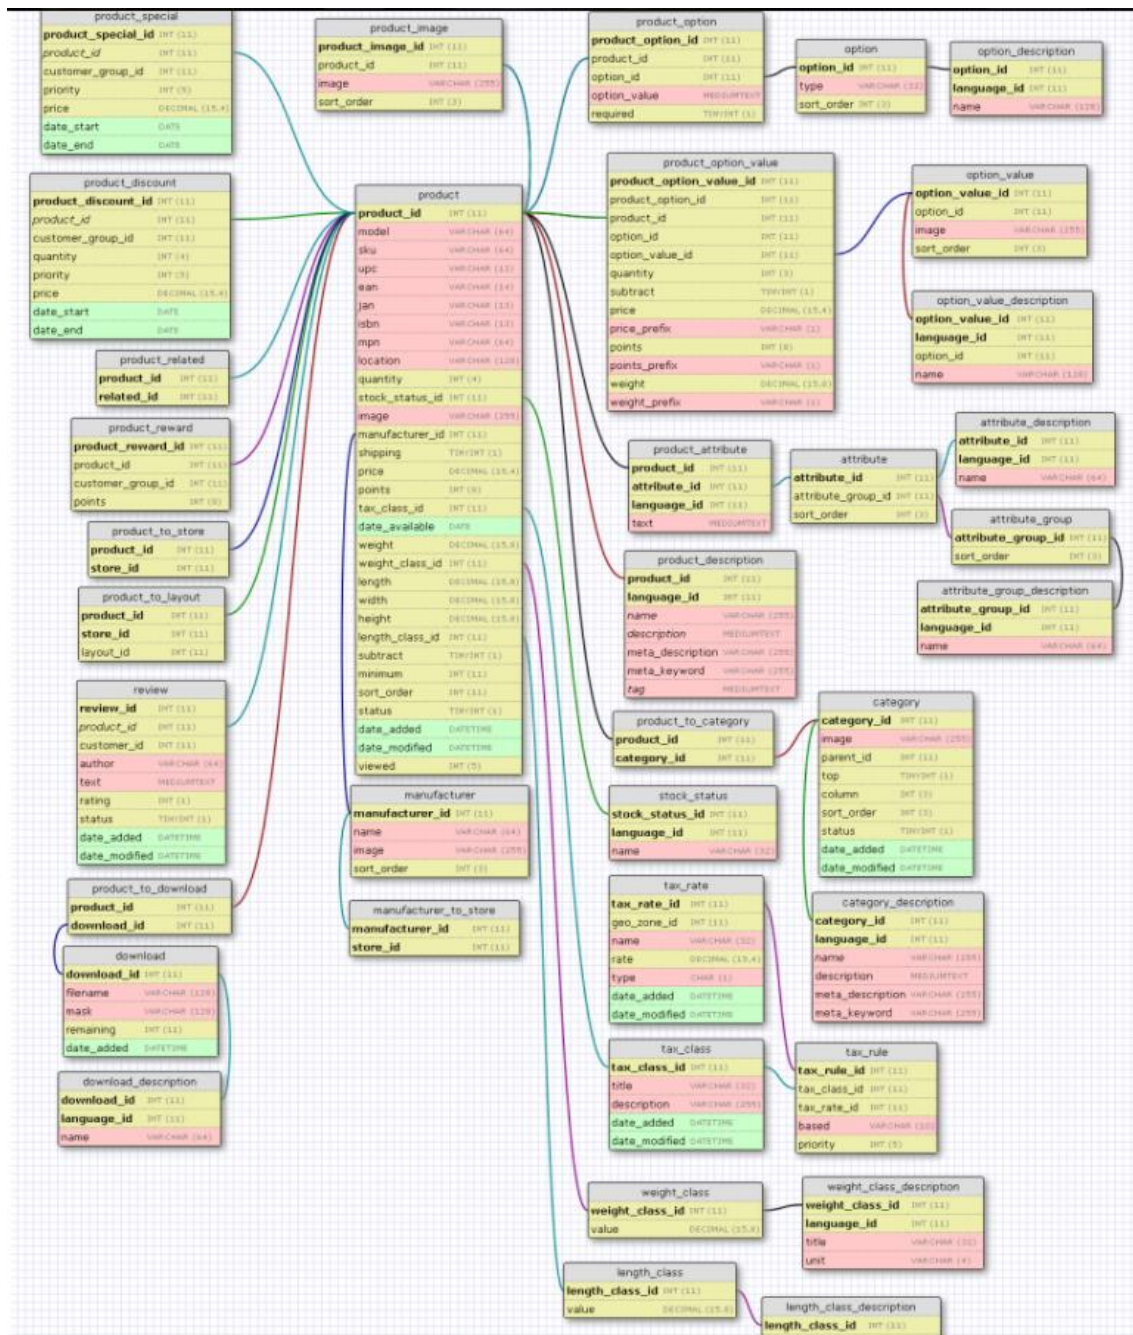 product_special
product_special_id INT (11)
product_id INT (11)
customer_group_id INT (11)
priority INT (5)
price DECIMAL (15,4)
date_start DATE
date_end DATE
product_discount
product_discount_id INT (11)
product_id INT (11)
customer_group_id INT (11)
quantity INT (4)
priority INT (5)
price DECIMAL (15,4)
date_start DATE
date_end DATE
product_related
product_id INT (11)
related_id INT (11)
product_reward
product_reward_id INT (11)
product_id INT (11)
customer_group_id INT (11)
points INT (8)
product_to_store
product_id INT (11)
store_id INT (11)
product_to_layout
product_id INT (11)
store_id INT (11)
layout_id INT (11)
review
review_id INT (11)
product_id INT (11)
customer_id INT (11)
author VARCHAR (64)
text MEDIUMTEXT
rating INT (1)
status TINYINT (1)
date_added DATETIME
date_modified DATETIME
product_to_download
product_id INT (11)
download_id INT (11)
download
download_id INT (11)
filename VARCHAR (128)
mask VARCHAR (128)
remaining INT (11)
date_added DATETIME
download_description
download_id INT (11)
language_id INT (11)
name VARCHAR (64)
product_image
product_image_id INT (11)
product_id INT (11)
image VARCHAR (255)
sort_order INT (3)
product
product_id INT (11)
model VARCHAR (64)
sku VARCHAR (64)
upc VARCHAR (12)
ean VARCHAR (14)
jan VARCHAR (13)
isbn VARCHAR (13)
mpn VARCHAR (64)
location VARCHAR (128)
quantity INT (4)
stock_status_id INT (11)
image VARCHAR (255)
manufacturer_id INT (11)
shipping TINYINT (1)
price DECIMAL (15,4)
points INT (8)
tax_class_id INT (11)
date_available DATE
weight DECIMAL (15,8)
weight_class_id INT (11)
length DECIMAL (15,8)
width DECIMAL (15,8)
height DECIMAL (15,8)
length_class_id INT (11)
subtract TINYINT (1)
minimum INT (11)
sort_order INT (11)
status TINYINT (1)
date_added DATETIME
date_modified DATETIME
viewed INT (5)
manufacturer
manufacturer_id INT (11)
name VARCHAR (64)
image VARCHAR (255)
sort_order INT (3)
manufacturer_to_store
manufacturer_id INT (11)
store_id INT (11)
product_option
product_option_id INT (11)
product_id INT (11)
option_id INT (11)
option_value MEDIUMTEXT
required TINYINT (1)
option
option_id INT (11)
type VARCHAR (32)
sort_order INT (3)
option_description
option_id INT (11)
language_id INT (11)
name VARCHAR (128)
product_option_value
product_option_value_id INT (11)
product_option_id INT (11)
product_id INT (11)
option_id INT (11)
option_value_id INT (11)
quantity INT (3)
subtract TINYINT (1)
price DECIMAL (15,4)
price_prefix VARCHAR (1)
points INT (8)
points_prefix VARCHAR (1)
weight DECIMAL (15,8)
weight_prefix VARCHAR (1)
option_value
option_value_id INT (11)
option_id INT (11)
image VARCHAR (255)
sort_order INT (3)
option_value_description
option_value_id INT (11)
language_id INT (11)
option_id INT (11)
name VARCHAR (128)
product_attribute
product_id INT (11)
attribute_id INT (11)
language_id INT (11)
text MEDIUMTEXT
attribute
attribute_id INT (11)
attribute_group_id INT (11)
sort_order INT (3)
attribute_description
attribute_id INT (11)
language_id INT (11)
name VARCHAR (64)
attribute_group
attribute_group_id INT (11)
sort_order INT (3)
attribute_group_description
attribute_group_id INT (11)
language_id INT (11)
name VARCHAR (64)
product_description
product_id INT (11)
language_id INT (11)
name VARCHAR (255)
description MEDIUMTEXT
meta_description VARCHAR (255)
meta_keyword VARCHAR (255)
tag MEDIUMTEXT
product_to_category
product_id INT (11)
category_id INT (11)
category
category_id INT (11)
image VARCHAR (255)
parent_id INT (11)
top TINYINT (1)
column INT (3)
sort_order INT (3)
status TINYINT (1)
date_added DATETIME
date_modified DATETIME
stock_status
stock_status_id INT (11)
language_id INT (11)
name VARCHAR (32)
tax_rate
tax_rate_id INT (11)
geo_zone_id INT (11)
name VARCHAR (32)
rate DECIMAL (15,4)
type CHAR (1)
date_added DATETIME
date_modified DATETIME
category_description
category_id INT (11)
language_id INT (11)
name VARCHAR (255)
description MEDIUMTEXT
meta_description VARCHAR (255)
meta_keyword VARCHAR (255)
tax_class
tax_class_id INT (11)
title VARCHAR (32)
description VARCHAR (255)
date_added DATETIME
date_modified DATETIME
tax_rule
tax_rule_id INT (11)
tax_class_id INT (11)
tax_rate_id INT (11)
based VARCHAR (10)
priority INT (5)
weight_class
weight_class_id INT (11)
value DECIMAL (15,8)
weight_class_description
weight_class_id INT (11)
language_id INT (11)
title VARCHAR (32)
unit VARCHAR (4)
length_class
length_class_id INT (11)
value DECIMAL (15,8)
length_class_description
length_class_id INT (11)